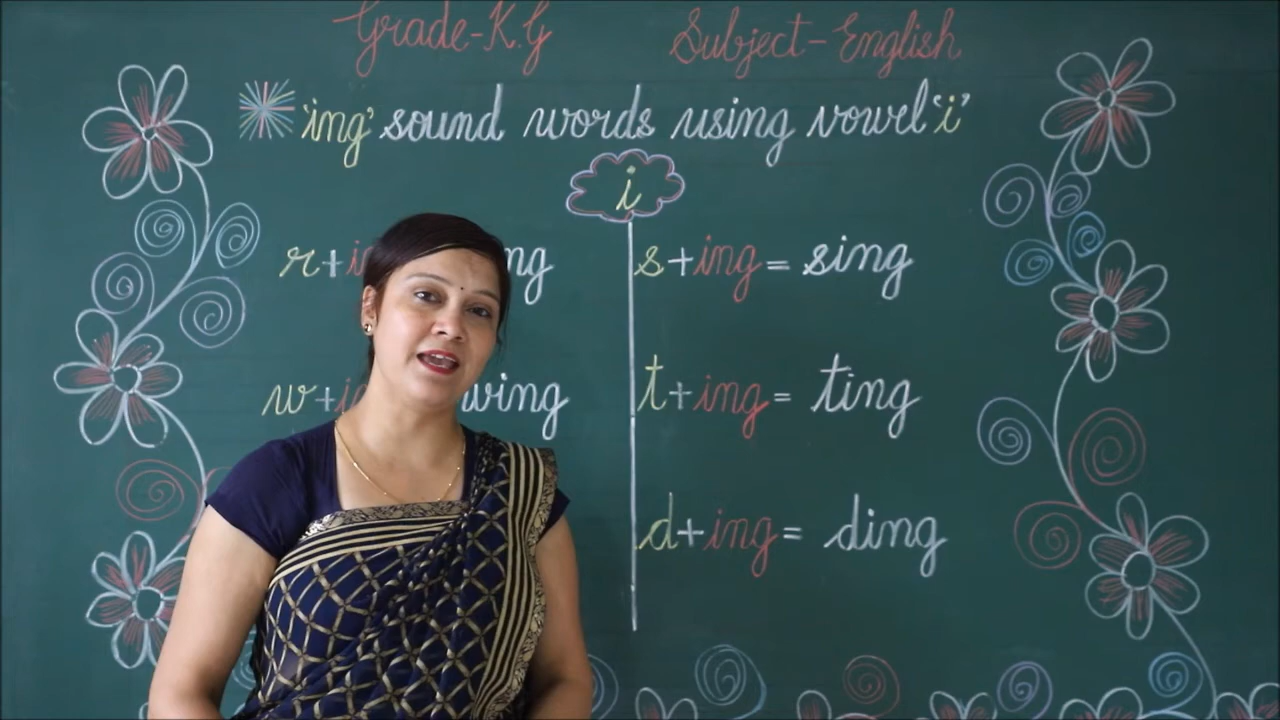 Grade-K.G Subject-English
'ing' sound words using vowel 'i'
i
r+i ng s+ing = sing
w+i wing t+ing = ting
d+ing = ding